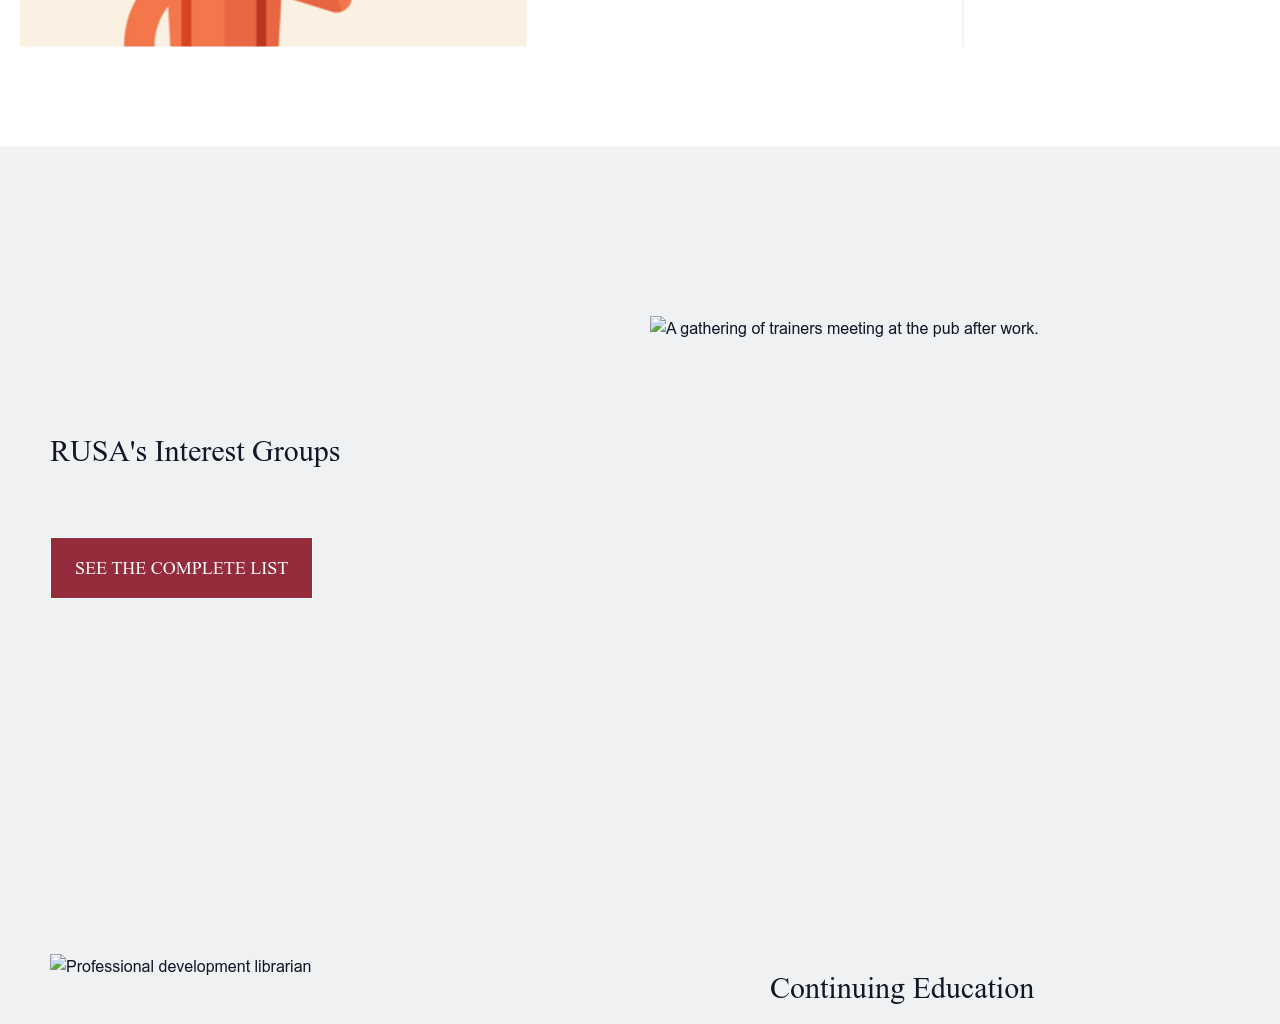 A gathering of trainers meeting at the pub after work.
RUSA's Interest Groups
SEE THE COMPLETE LIST
Professional development librarian
Continuing Education